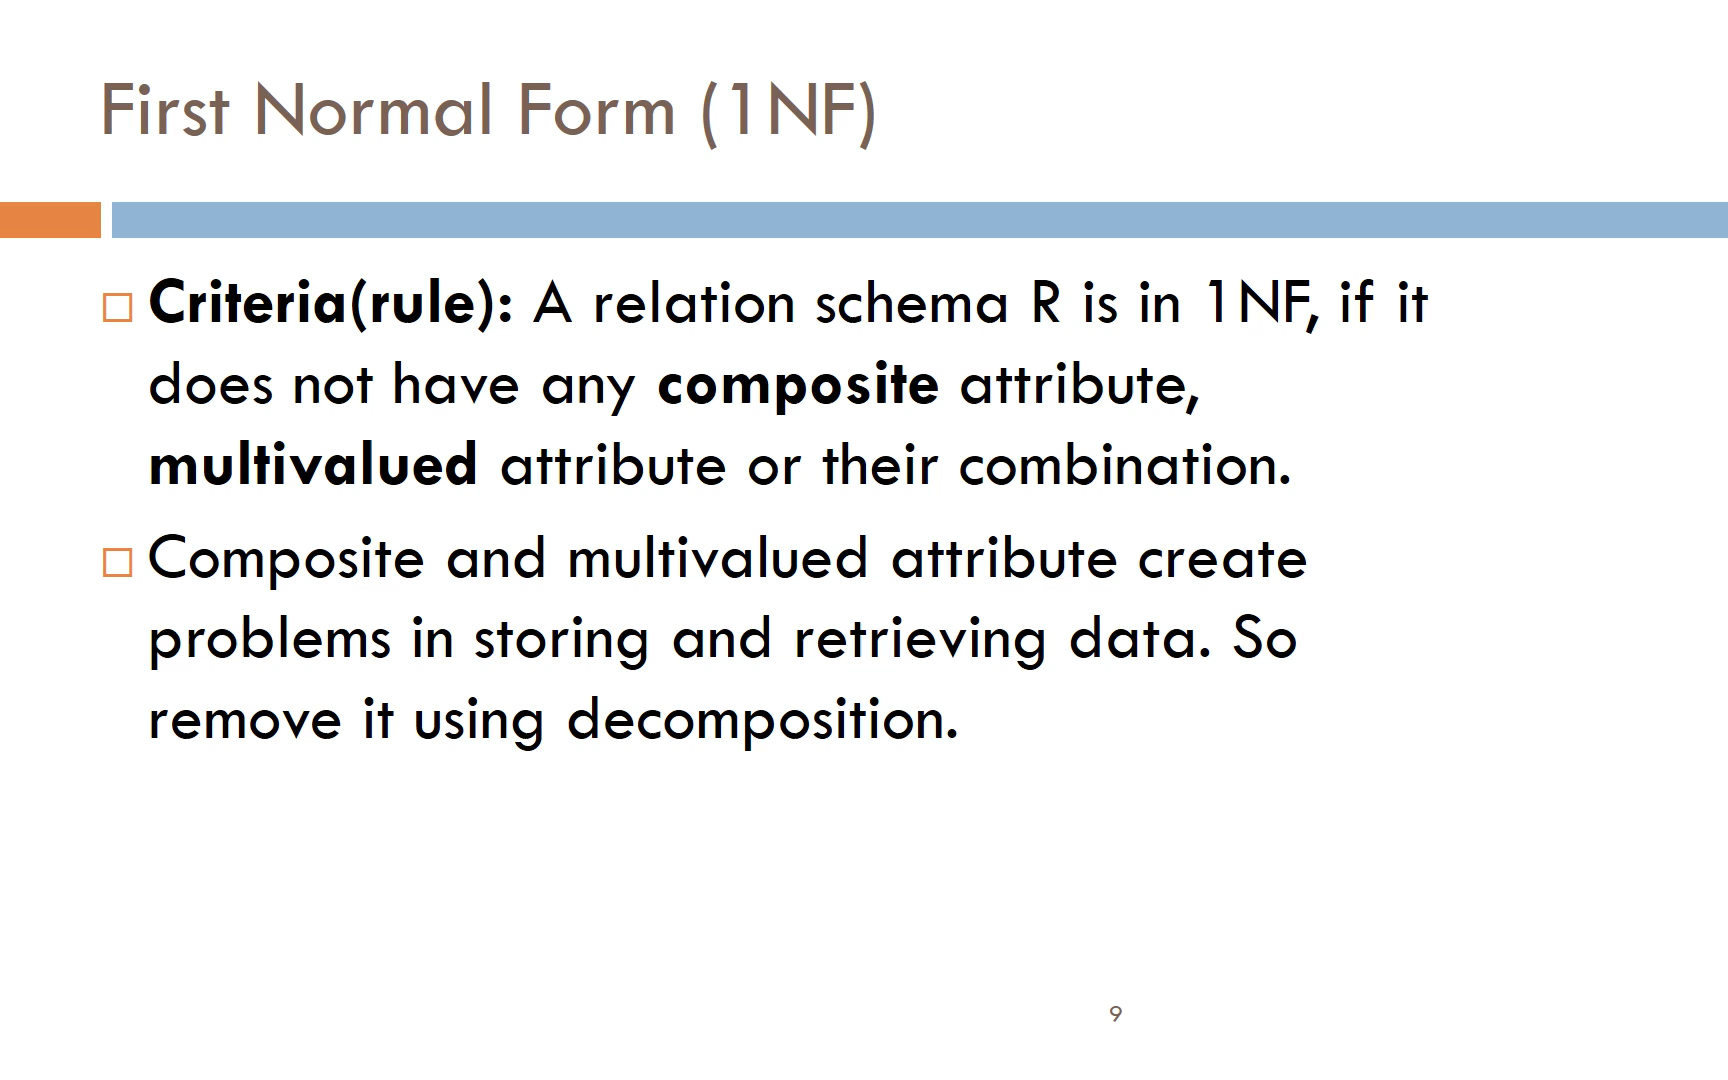 First Normal Form (1NF)
Criteria(rule): A relation schema R is in 1NF, if it
does not have any composite attribute,
multivalued attribute or their combination.
Composite and multivalued attribute create
problems in storing and retrieving data. So
remove it using decomposition.
9